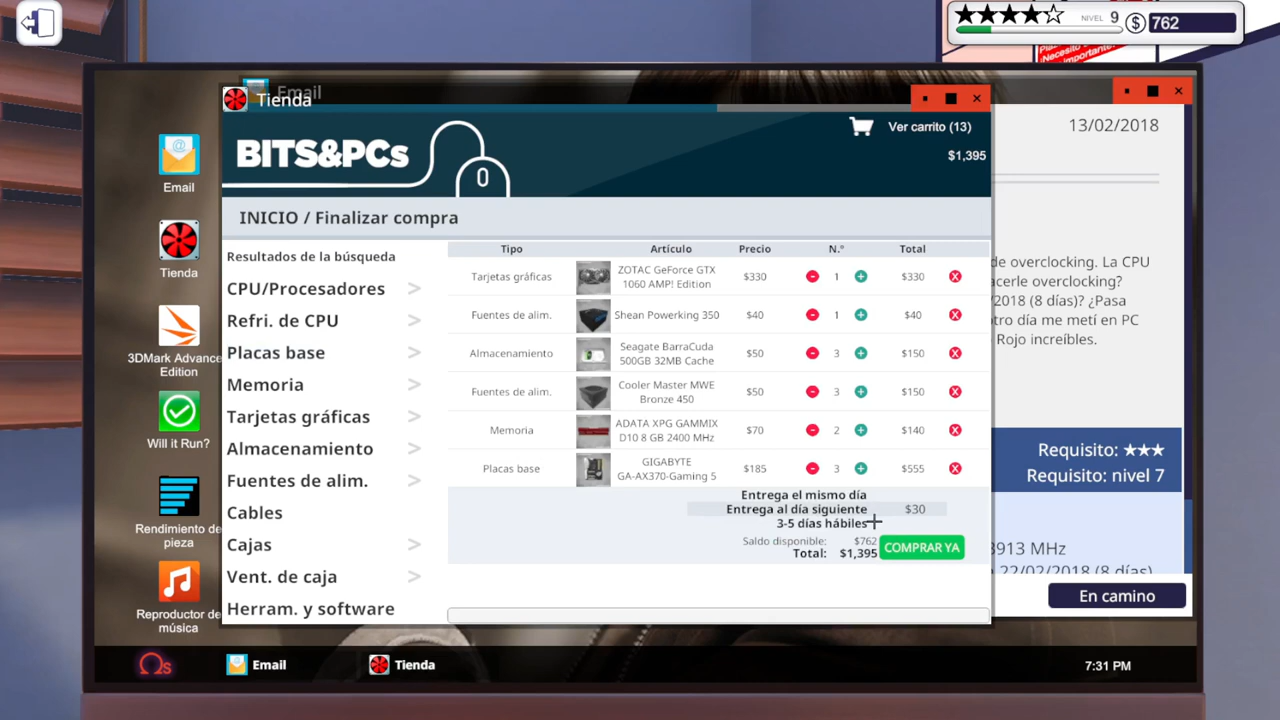 NIVEL 9
$ 762
Email
Tienda
BITS&PCs
Ver carrito (13)
$1,395
INICIO / Finalizar compra
Resultados de la búsqueda
CPU/Procesadores >
Refri. de CPU >
Placas base >
Memoria >
Tarjetas gráficas >
Almacenamiento >
Fuentes de alim. >
Cables
Cajas >
Vent. de caja >
Herram. y software
Tipo Artículo Precio N.º Total
Tarjetas gráficas ZOTAC GeForce GTX 1060 AMP! Edition $330 1 $330
Fuentes de alim. Shean Powerking 350 $40 1 $40
Almacenamiento Seagate BarraCuda 500GB 32MB Cache $50 3 $150
Fuentes de alim. Cooler Master MWE Bronze 450 $50 3 $150
Memoria ADATA XPG GAMMIX D10 8 GB 2400 MHz $70 2 $140
Placas base GIGABYTE GA-AX370-Gaming 5 $185 3 $555
Entrega el mismo día
Entrega al día siguiente $30
3-5 días hábiles
Saldo disponible: $762
Total: $1,395
COMPRAR YA
13/02/2018
de overclocking. La CPU
acerle overclocking?
/2018 (8 días)? ¿Pasa
tro día me metí en PC
Rojo increíbles.
Requisito: ★★★
Requisito: nivel 7
3913 MHz
22/02/2018 (8 días)
En camino
Email
Tienda
3DMark Advance
Edition
Will it Run?
Rendimiento de
pieza
Reproductor de
música
Ωs
Email
Tienda
7:31 PM